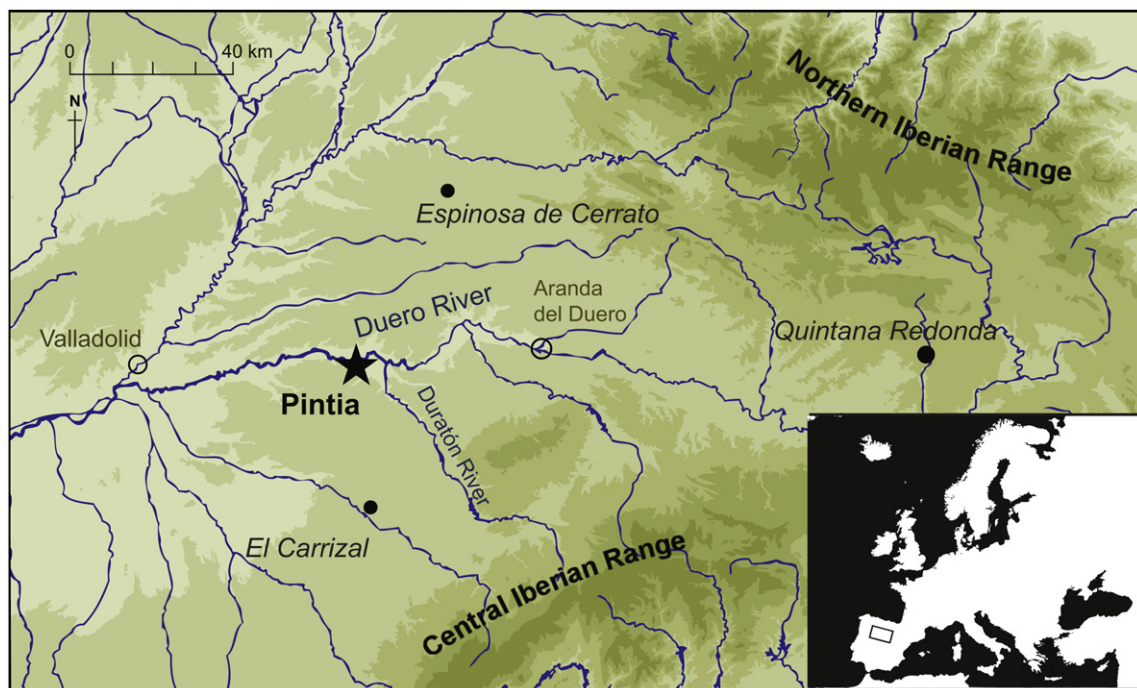 0 40 km
N
Northern Iberian Range
Espinosa de Cerrato
Aranda
del Duero
Duero River
Valladolid
Quintana Redonda
Pintia
Duratón River
El Carrizal
Central Iberian Range